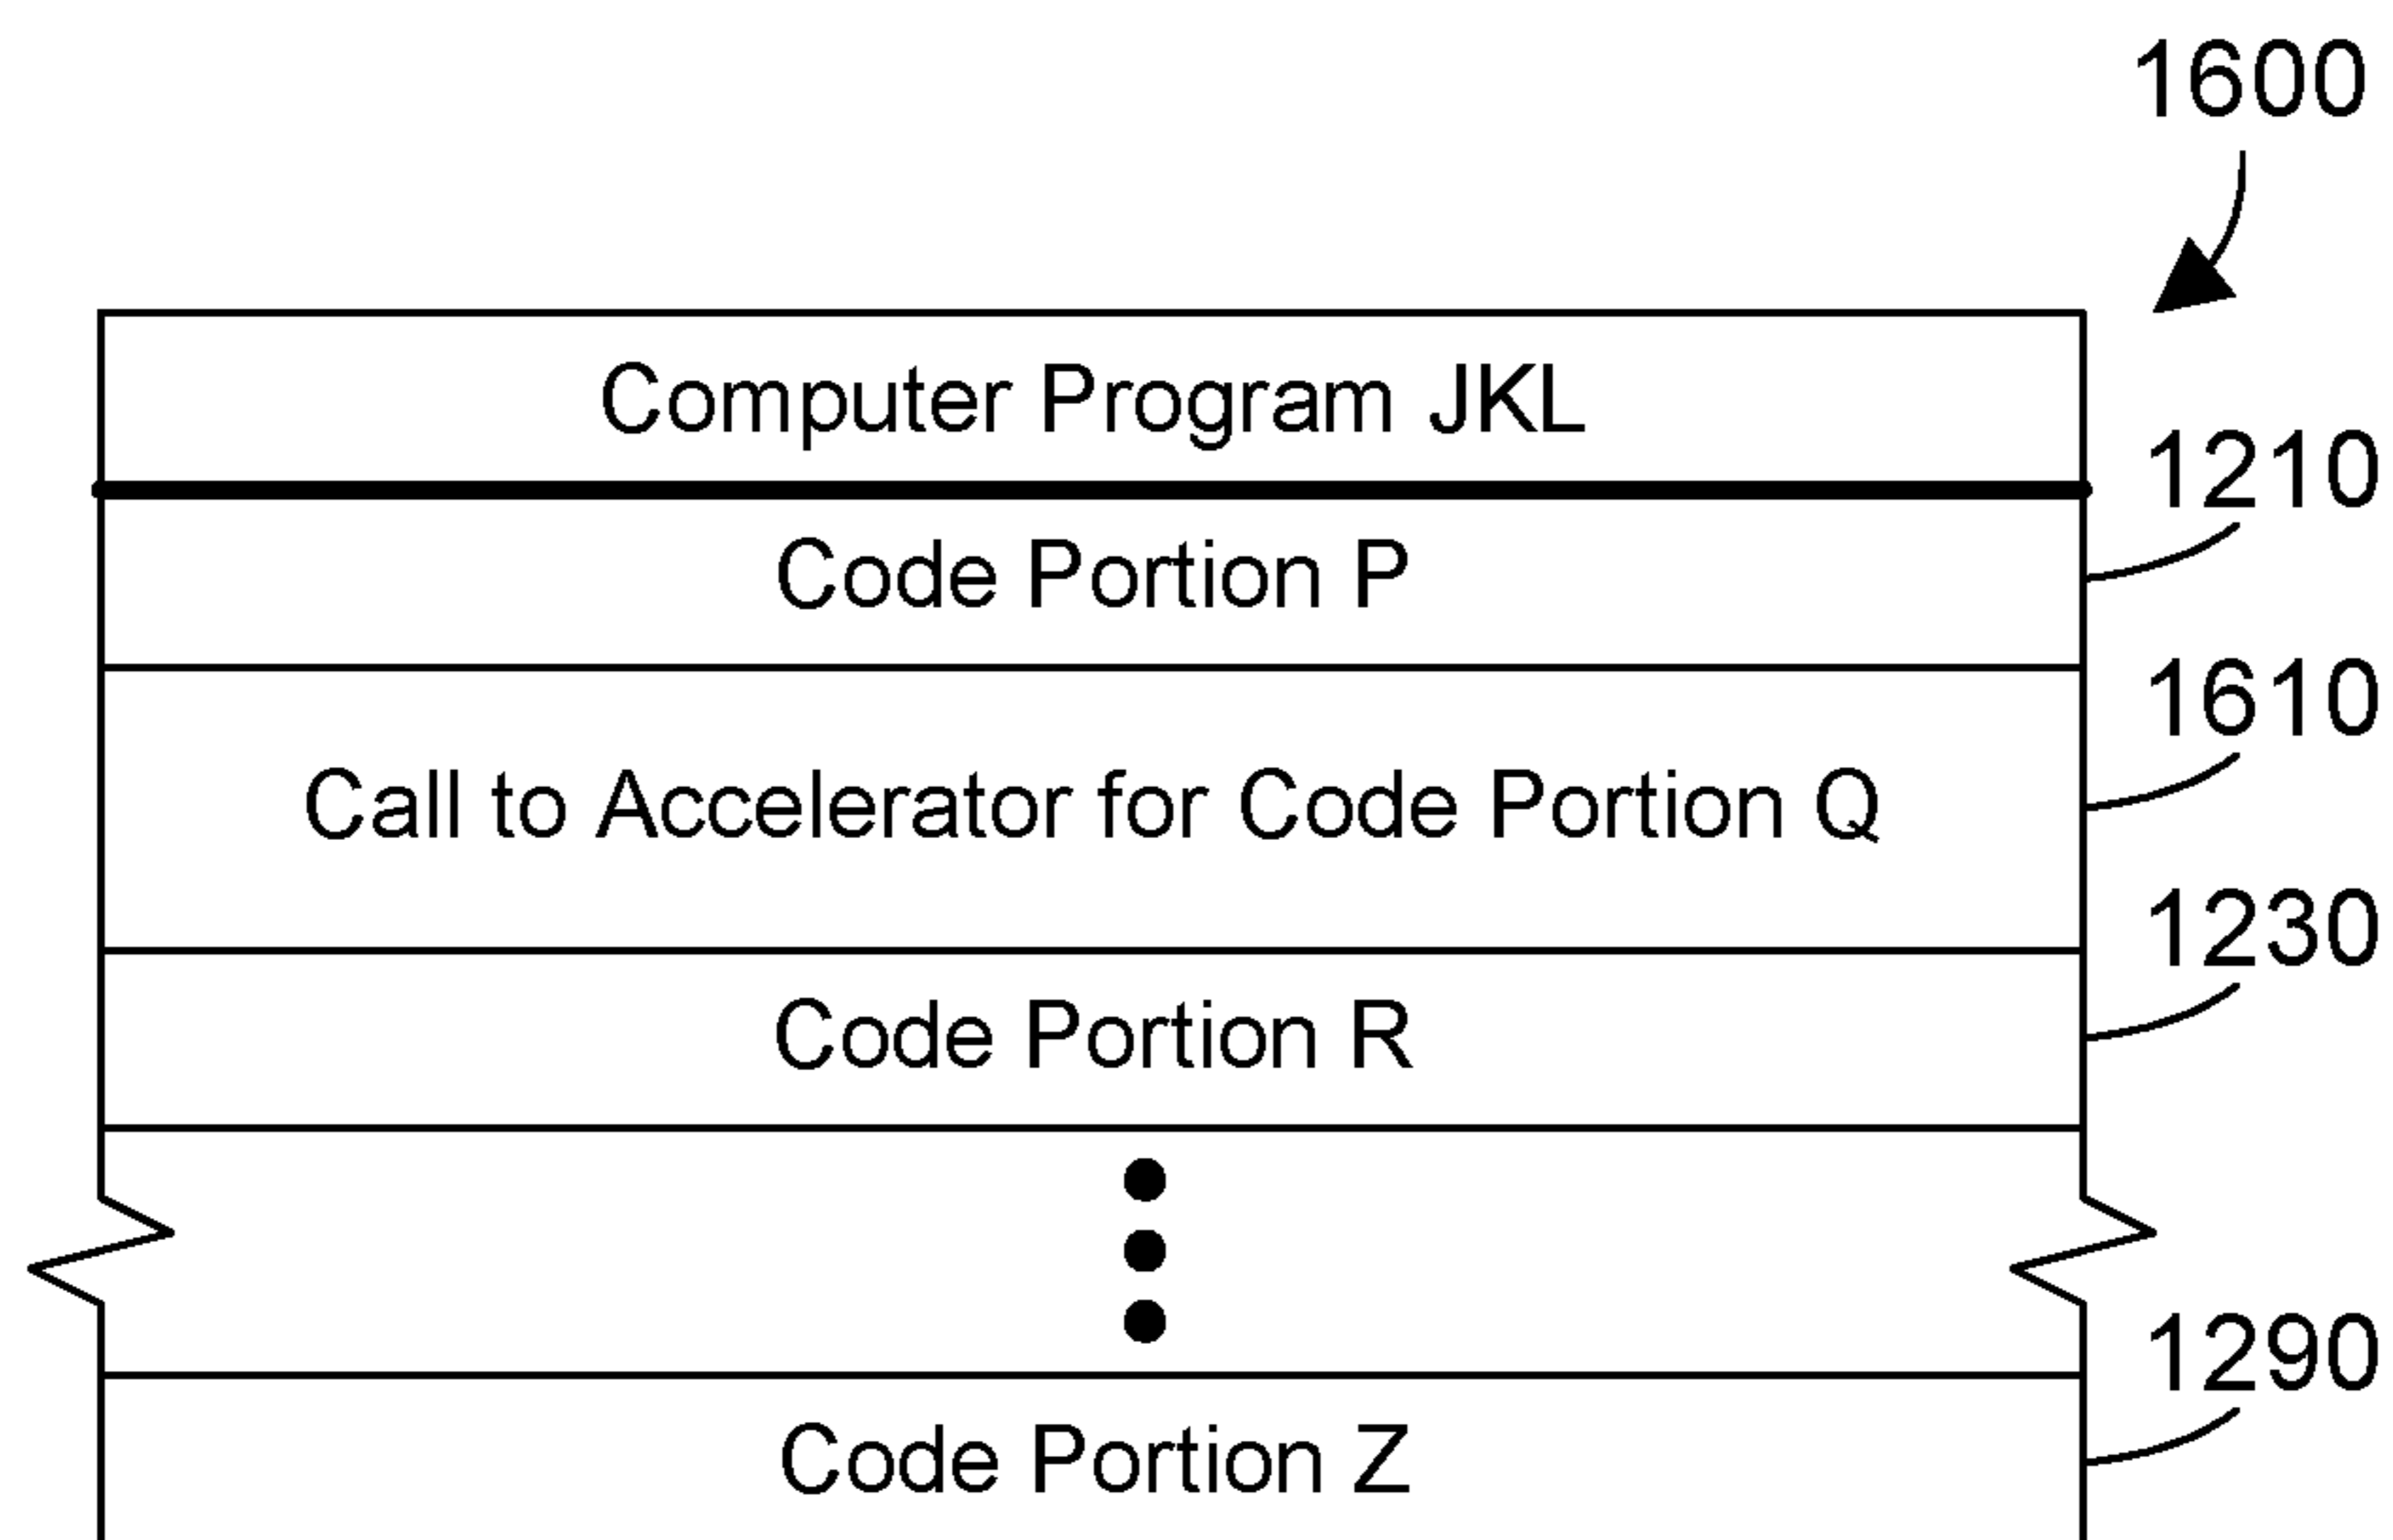 1600
Computer Program JKL
1210
Code Portion P
1610
Call to Accelerator for Code Portion Q
1230
Code Portion R
1290
Code Portion Z